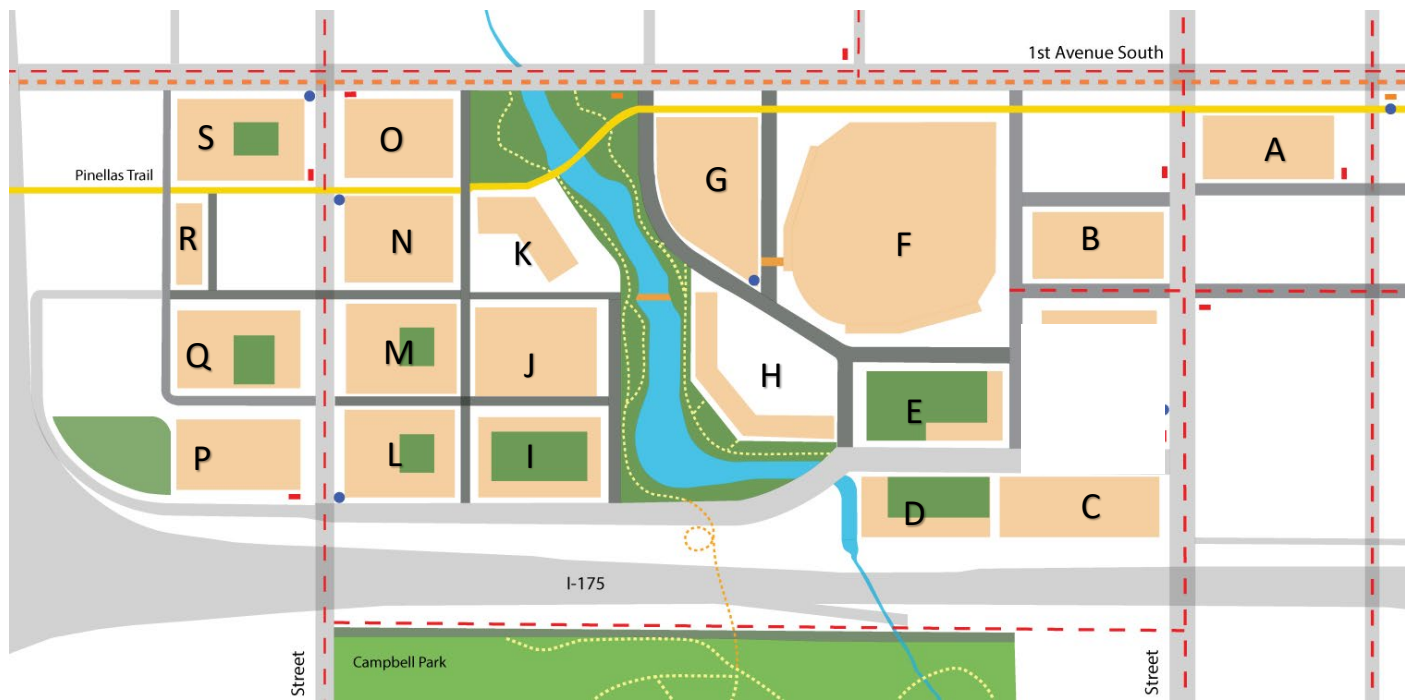 1st Avenue South
A
S
O
G
Pinellas Trail
R
N
K
F
B
Q
M
J
H
E
P
L
I
D
C
I-175
Campbell Park
Street
Street